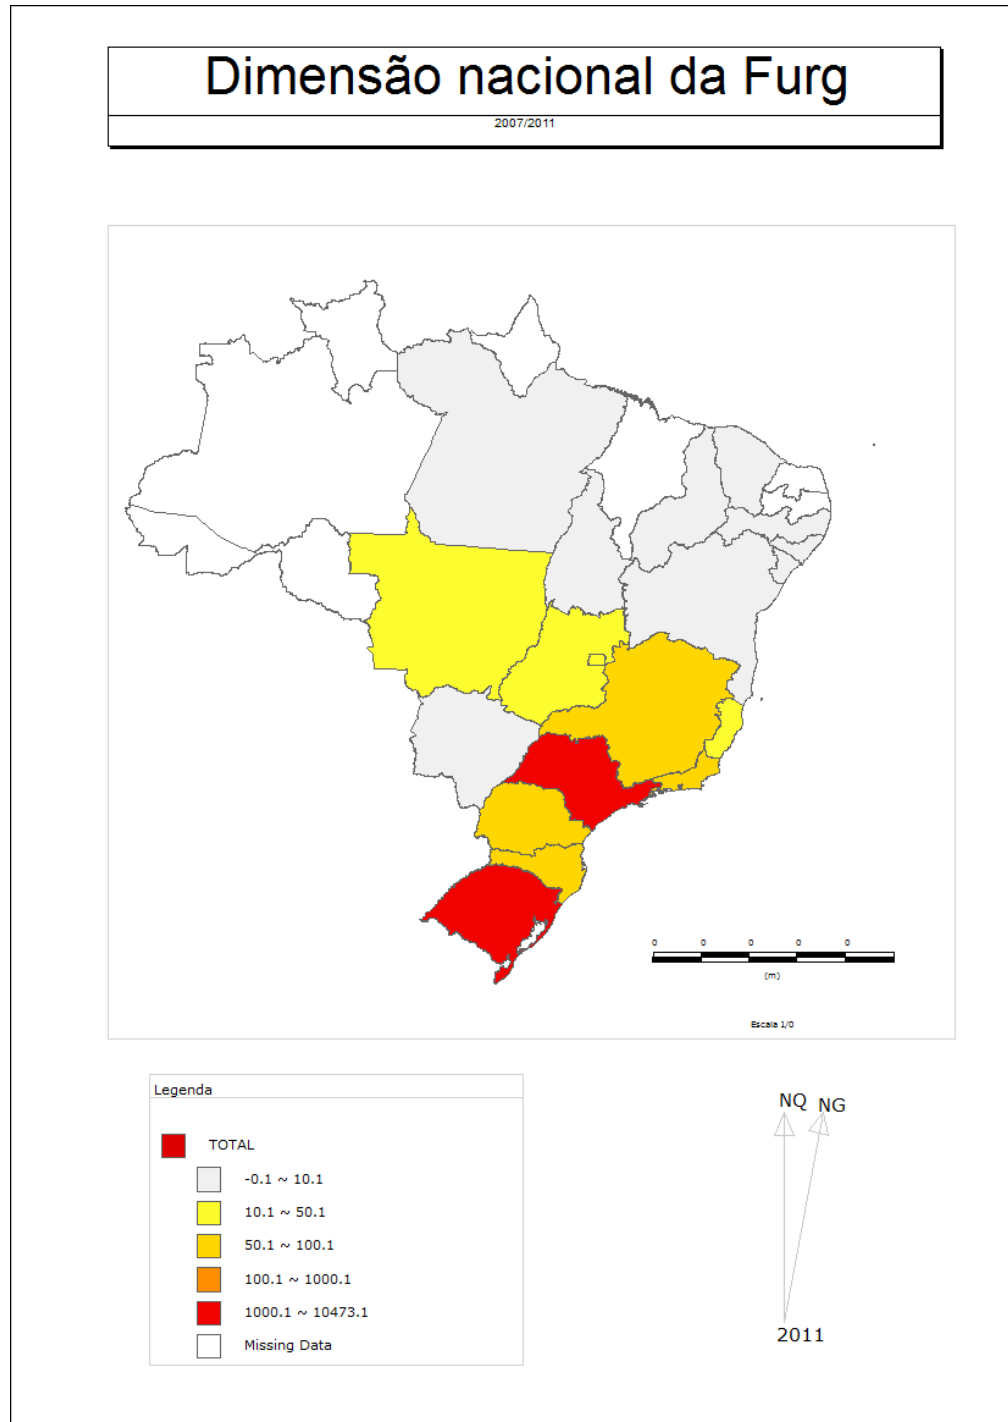 Dimensão nacional da Furg
2007/2011
0 0 0 0 0
(m)
Escala 1/0
Legenda
TOTAL
-0.1 ~ 10.1
10.1 ~ 50.1
50.1 ~ 100.1
100.1 ~ 1000.1
1000.1 ~ 10473.1
Missing Data
NQ NG
2011